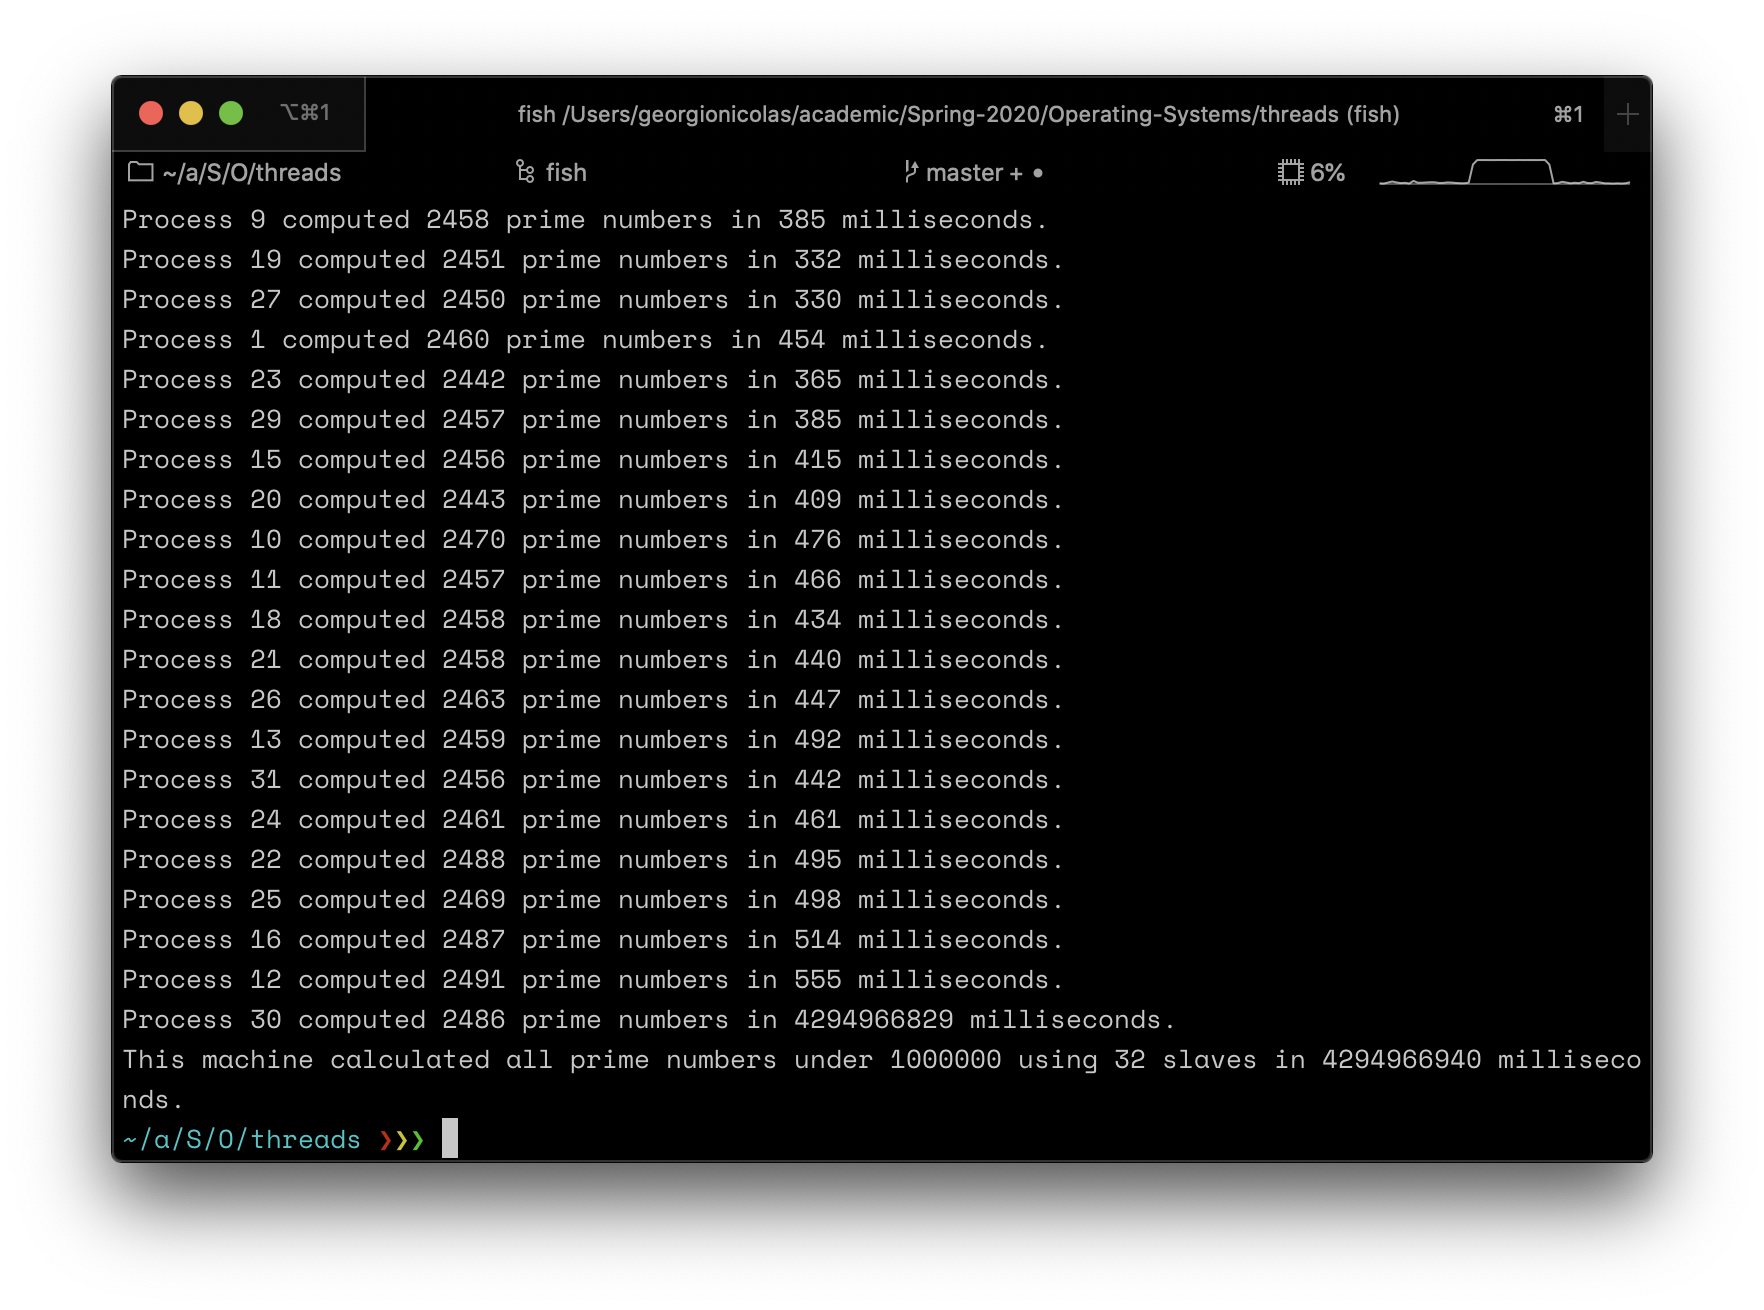 ⌥⌘1 fish /Users/georgionicolas/academic/Spring-2020/Operating-Systems/threads (fish) ⌘1 +
~/a/S/O/threads fish master + • 6%
Process 9 computed 2458 prime numbers in 385 milliseconds.
Process 19 computed 2451 prime numbers in 332 milliseconds.
Process 27 computed 2450 prime numbers in 330 milliseconds.
Process 1 computed 2460 prime numbers in 454 milliseconds.
Process 23 computed 2442 prime numbers in 365 milliseconds.
Process 29 computed 2457 prime numbers in 385 milliseconds.
Process 15 computed 2456 prime numbers in 415 milliseconds.
Process 20 computed 2443 prime numbers in 409 milliseconds.
Process 10 computed 2470 prime numbers in 476 milliseconds.
Process 11 computed 2457 prime numbers in 466 milliseconds.
Process 18 computed 2458 prime numbers in 434 milliseconds.
Process 21 computed 2458 prime numbers in 440 milliseconds.
Process 26 computed 2463 prime numbers in 447 milliseconds.
Process 13 computed 2459 prime numbers in 492 milliseconds.
Process 31 computed 2456 prime numbers in 442 milliseconds.
Process 24 computed 2461 prime numbers in 461 milliseconds.
Process 22 computed 2488 prime numbers in 495 milliseconds.
Process 25 computed 2469 prime numbers in 498 milliseconds.
Process 16 computed 2487 prime numbers in 514 milliseconds.
Process 12 computed 2491 prime numbers in 555 milliseconds.
Process 30 computed 2486 prime numbers in 4294966829 milliseconds.
This machine calculated all prime numbers under 1000000 using 32 slaves in 4294966940 milliseco
nds.
~/a/S/O/threads ❯❯❯